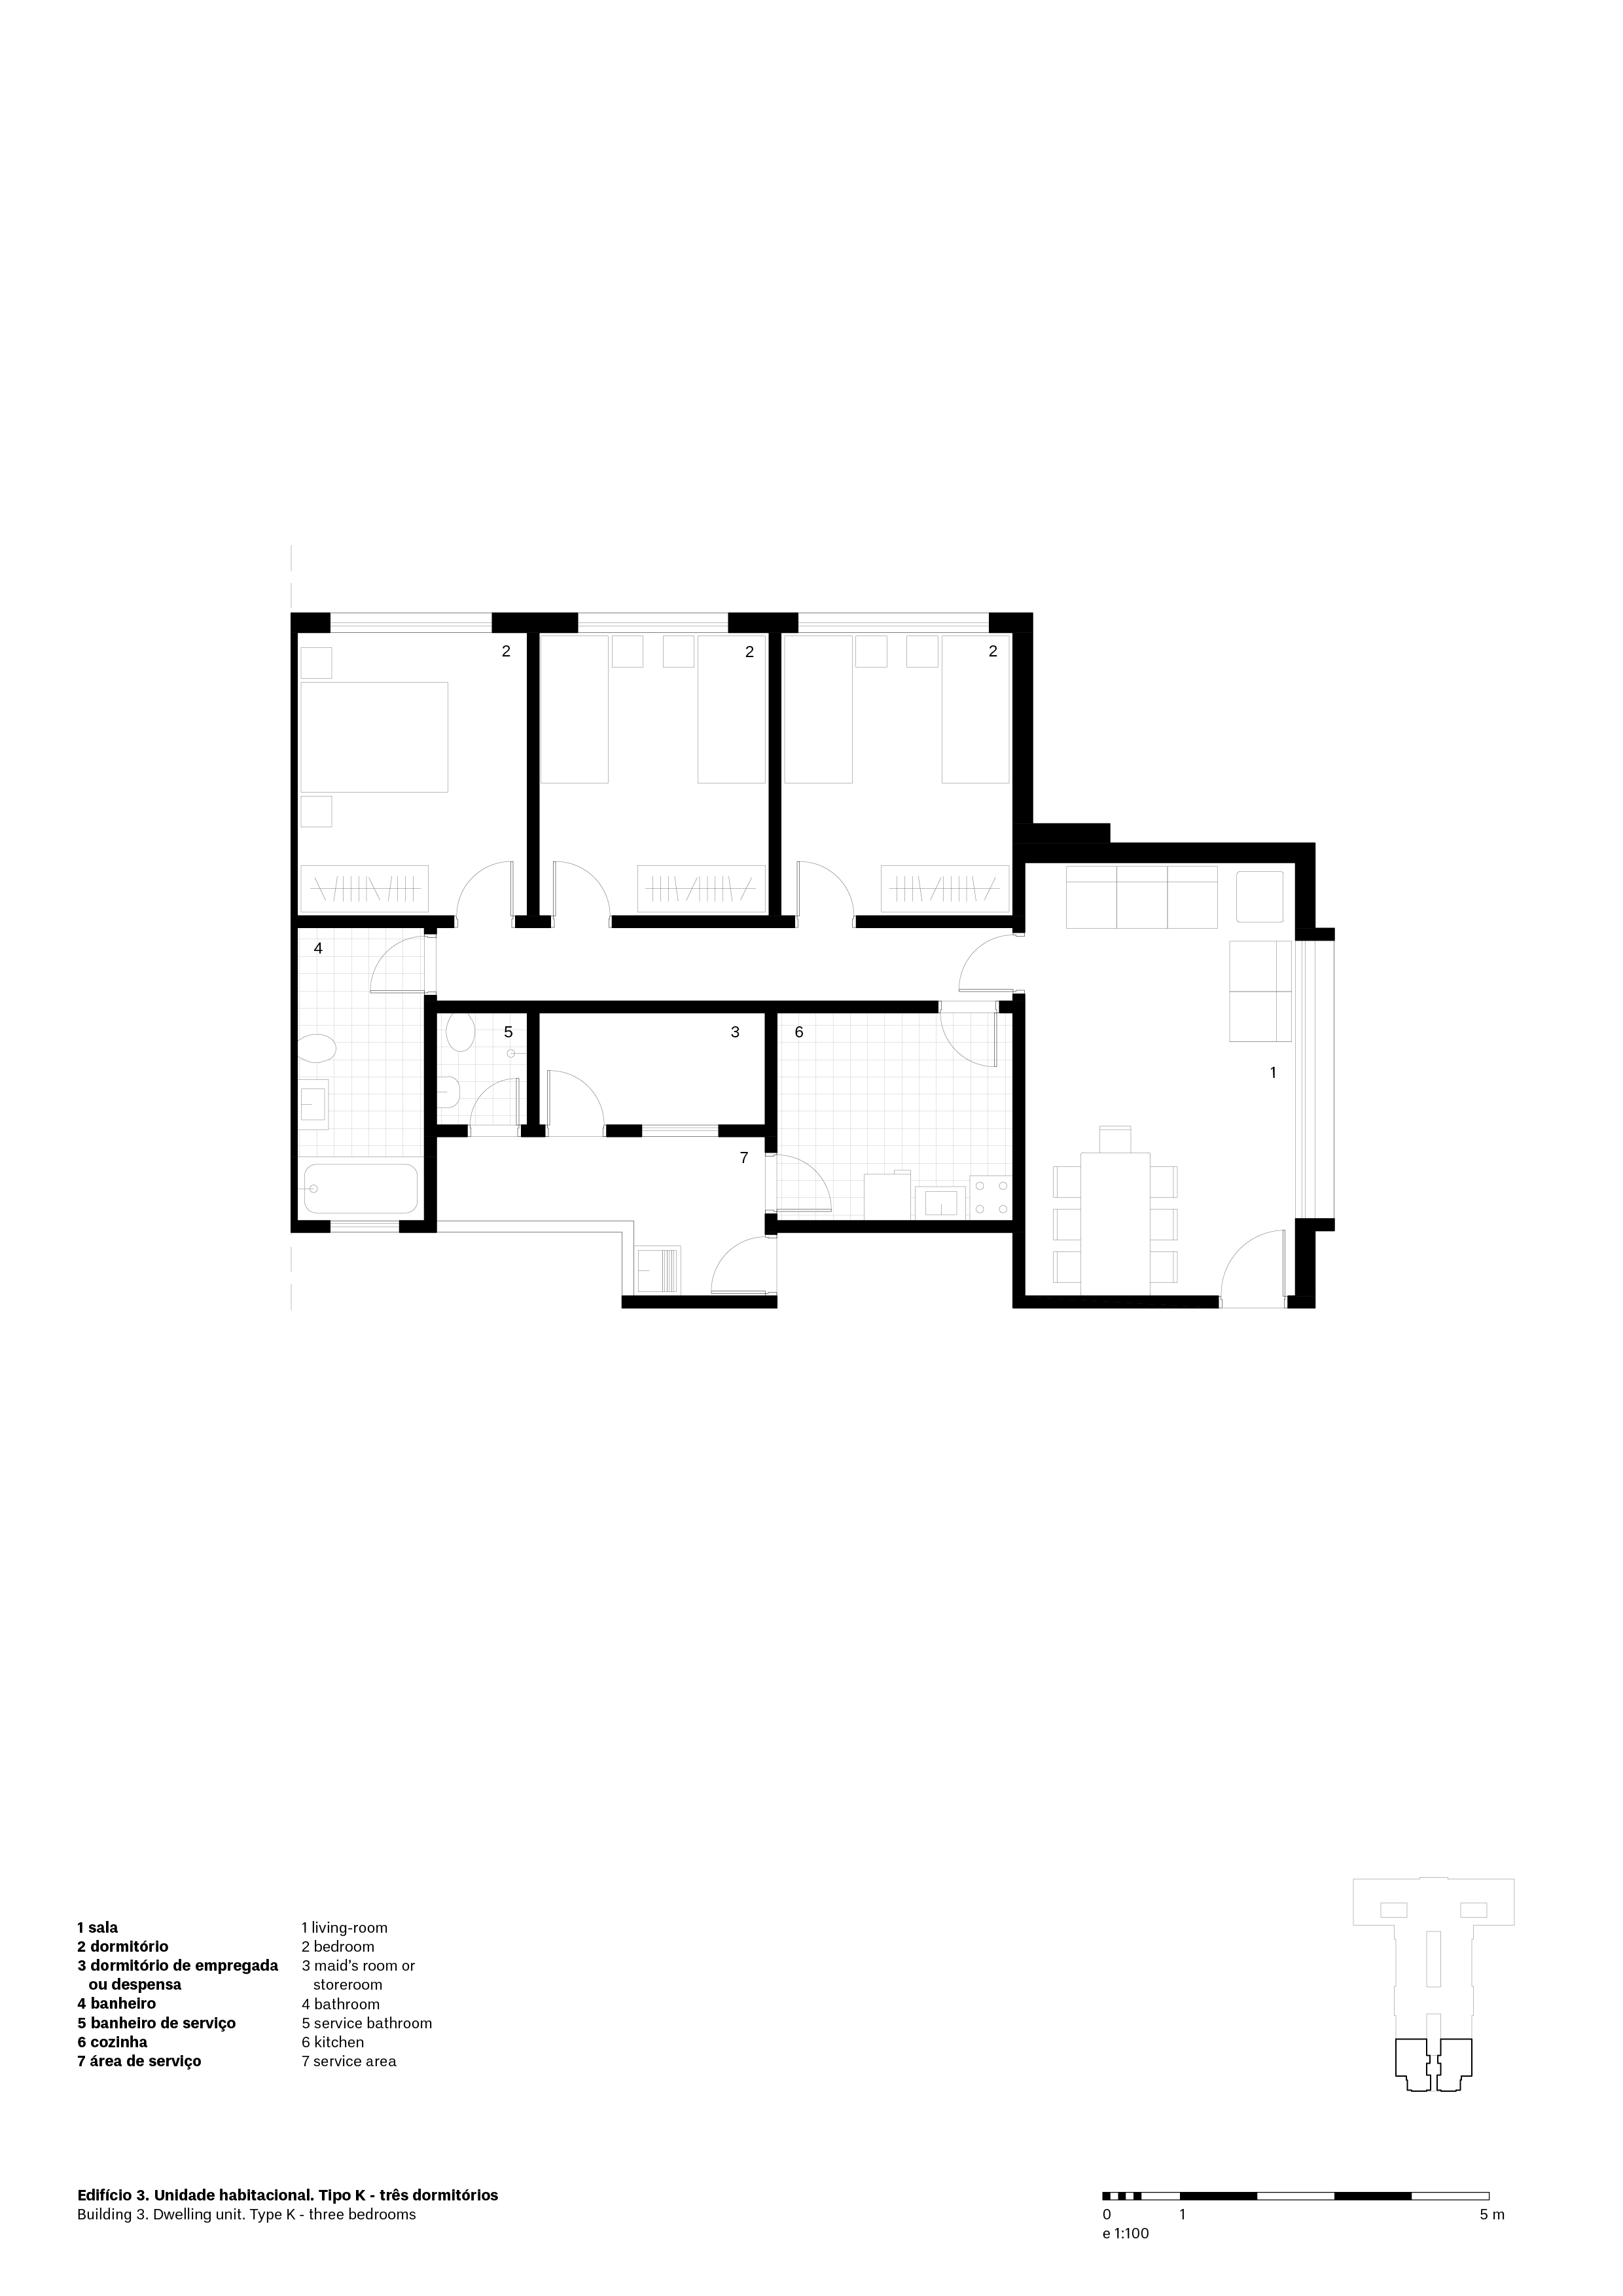 2
2
2
4
5
3
6
1
7
1 sala
2 dormitório
3 dormitório de empregada
ou despensa
4 banheiro
5 banheiro de serviço
6 cozinha
7 área de serviço
1 living-room
2 bedroom
3 maid’s room or
storeroom
4 bathroom
5 service bathroom
6 kitchen
7 service area
Edifício 3. Unidade habitacional. Tipo K - três dormitórios
Building 3. Dwelling unit. Type K - three bedrooms
0 1 5 m
e 1:100